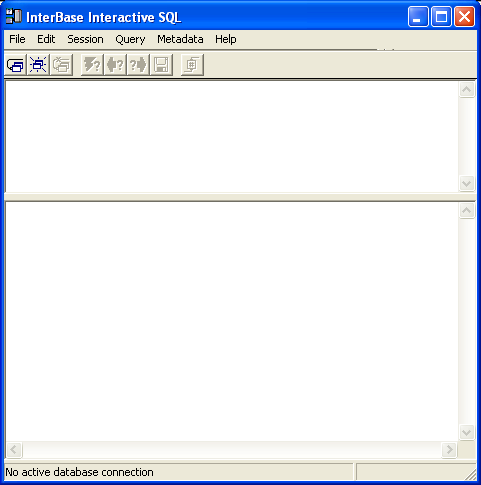 InterBase Interactive SQL
File Edit Session Query Metadata Help
No active database connection